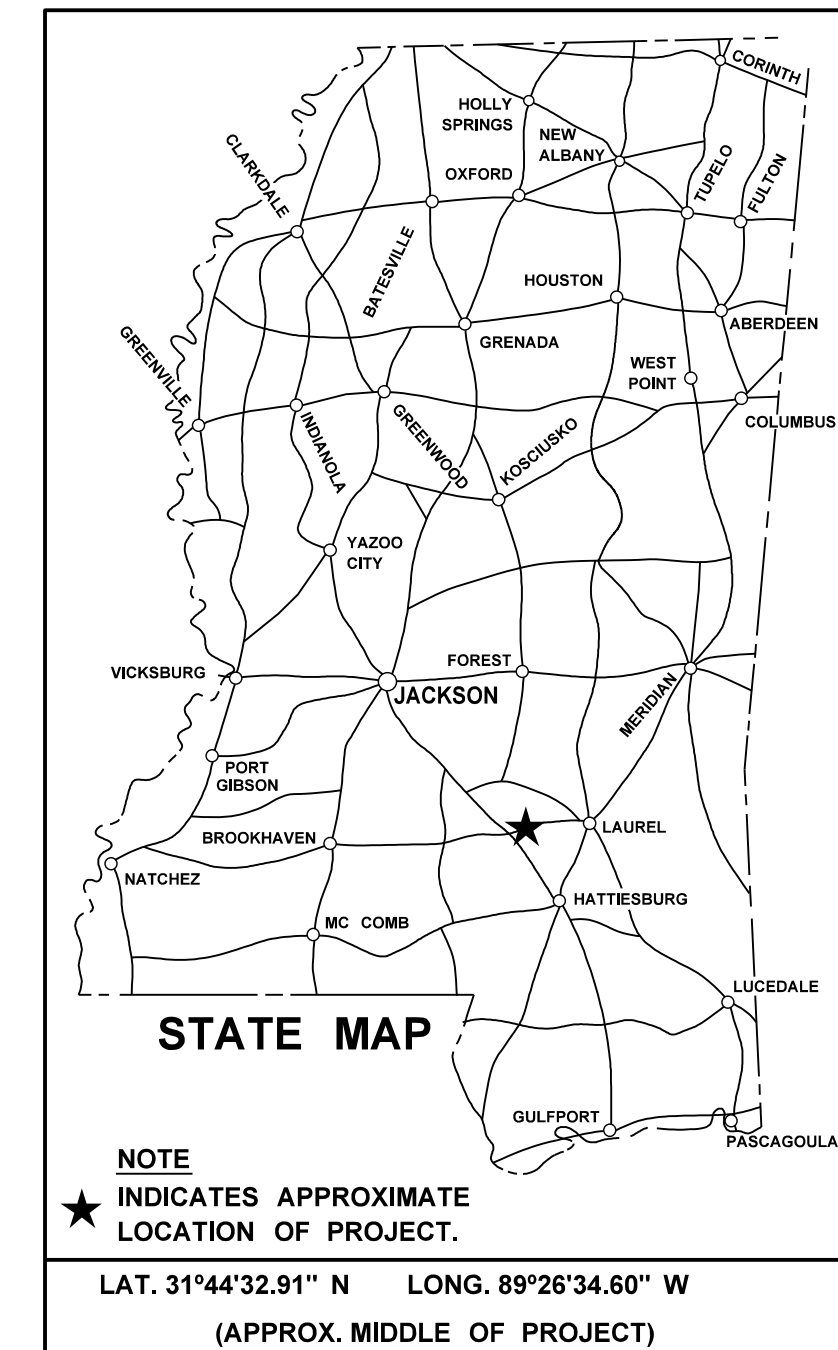 CORINTH
HOLLY
SPRINGS
NEW
ALBANY
CLARKDALE
OXFORD
TUPELO
FULTON
BATESVILLE
HOUSTON
GREENVILLE
GRENADA
ABERDEEN
WEST
POINT
INDIANOLA
GREENWOOD
KOSCIUSKO
COLUMBUS
YAZOO
CITY
VICKSBURG
FOREST
JACKSON
MERIDIAN
PORT
GIBSON
BROOKHAVEN
LAUREL
NATCHEZ
HATTIESBURG
MC COMB
LUCEDALE
STATE MAP
GULFPORT
PASCAGOULA
NOTE
INDICATES APPROXIMATE
LOCATION OF PROJECT.
LAT. 31º44'32.91" N LONG. 89º26'34.60" W
(APPROX. MIDDLE OF PROJECT)